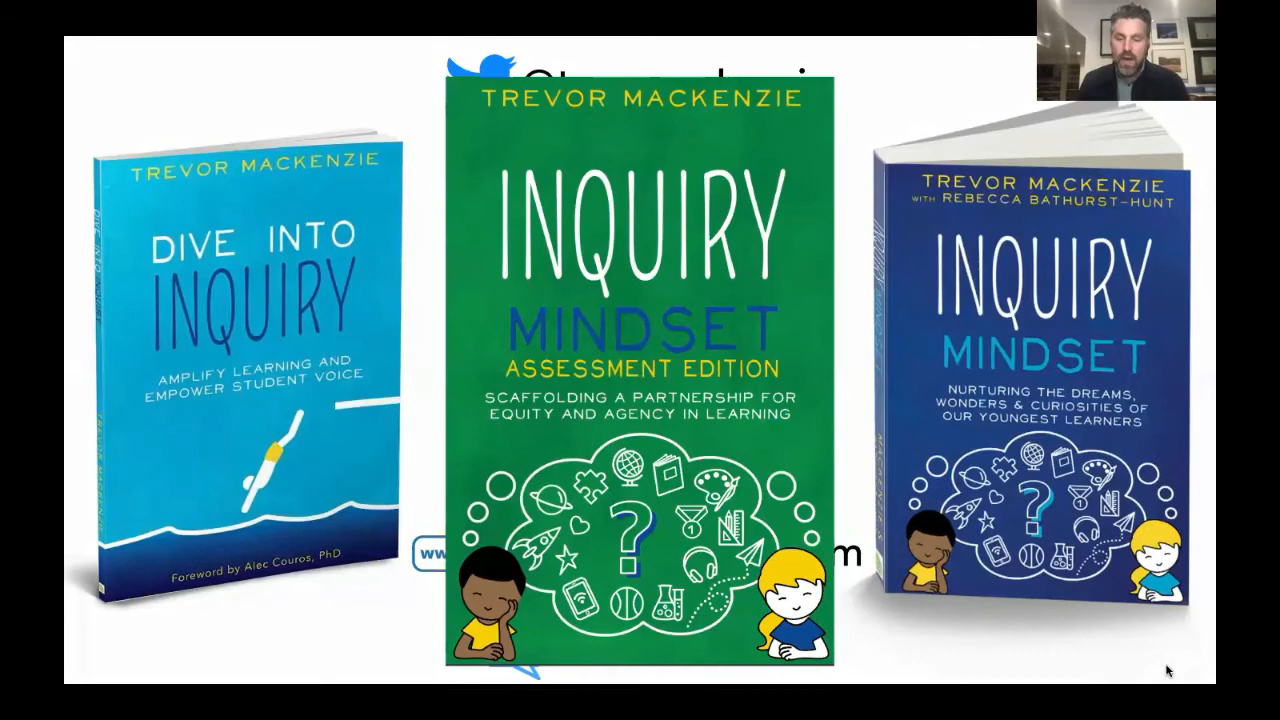 TREVOR MACKENZIE
DIVE INTO
INQUIRY
AMPLIFY LEARNING AND
EMPOWER STUDENT VOICE
Foreword by Alec Couros, PhD
TREVOR MACKENZIE
INQUIRY
MINDSET
ASSESSMENT EDITION
SCAFFOLDING A PARTNERSHIP FOR
EQUITY AND AGENCY IN LEARNING
?
1
TREVOR MACKENZIE
WITH REBECCA BATHURST-HUNT
INQUIRY
MINDSET
NURTURING THE DREAMS,
WONDERS & CURIOSITIES OF
OUR YOUNGEST LEARNERS
?
1